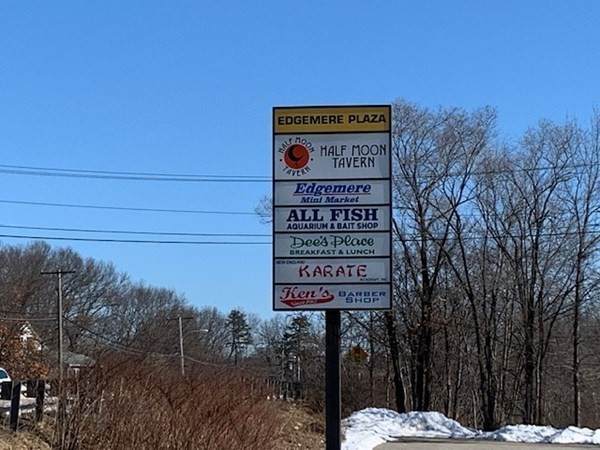 EDGEMERE PLAZA
HALF MOON
TAVERN
HALF MOON
TAVERN
Edgemere
Mini Market
ALL FISH
AQUARIUM & BAIT SHOP
Dee's Place
BREAKFAST & LUNCH
NEW ENGLAND
KARATE
Ken's
BARBER
SHOP